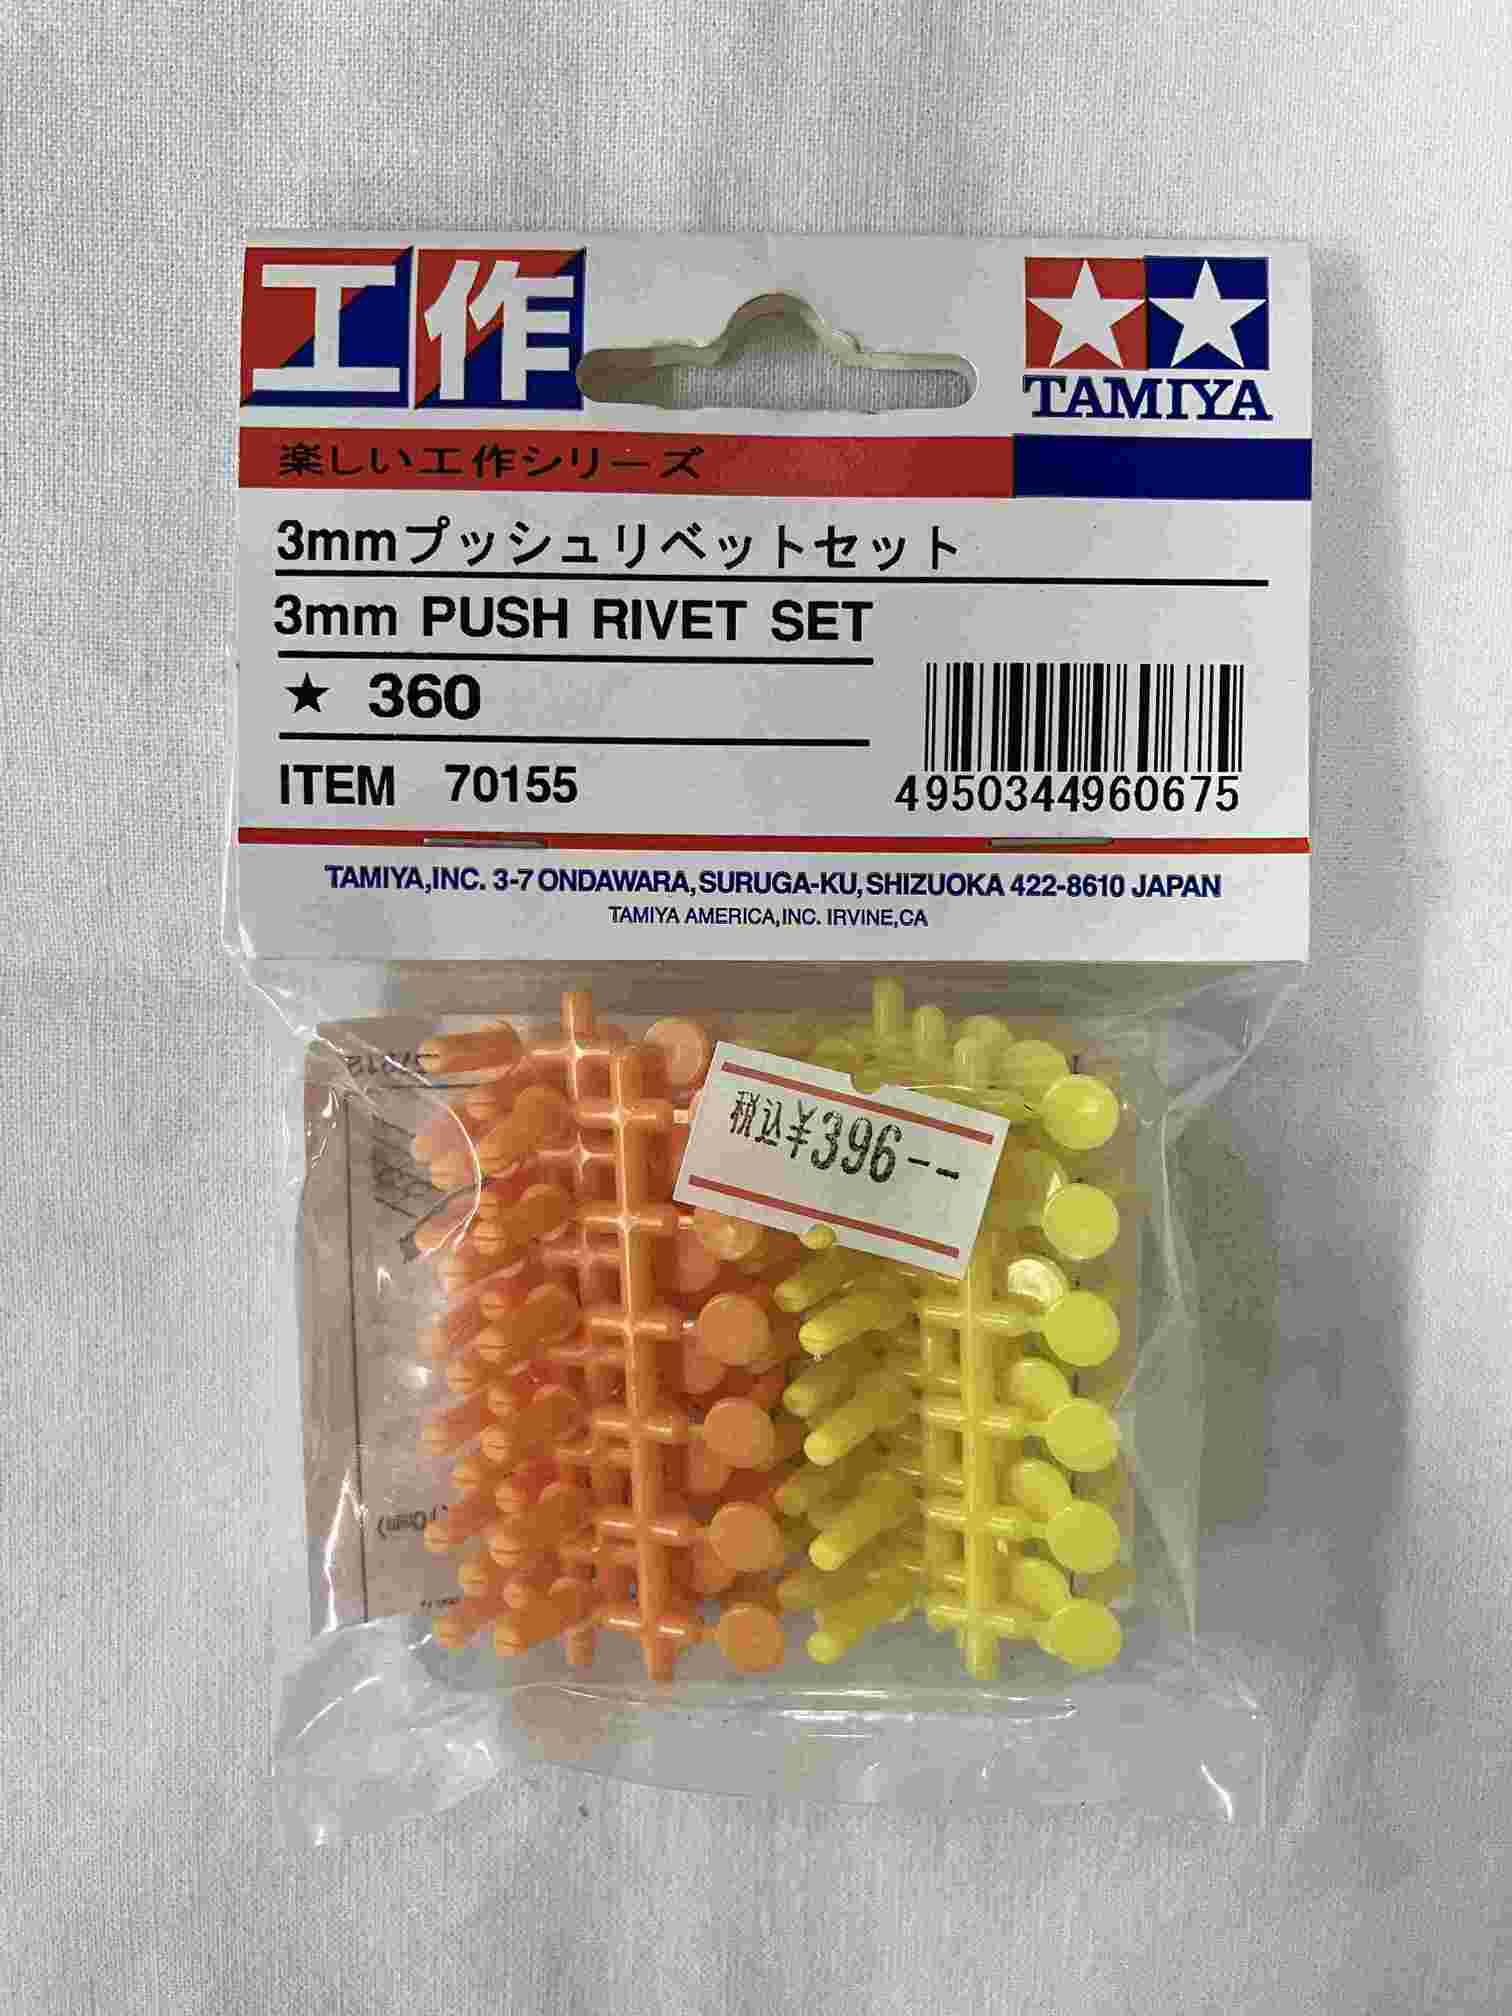 工作
TAMIYA
楽しい工作シリーズ
3mmプッシュリベットセット
3mm PUSH RIVET SET
★ 360
ITEM 70155
4950344960675
TAMIYA,INC. 3-7 ONDAWARA, SURUGA-KU, SHIZUOKA 422-8610 JAPAN
TAMIYA AMERICA, INC. IRVINE, CA
税込¥396--